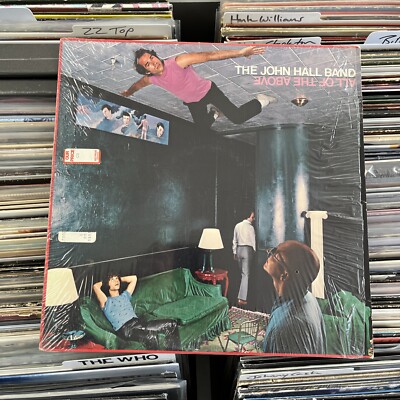 Hank Williams
ZZ TOP
THE JOHN HALL BAND
ALL OF THE ABOVE
THE WHO